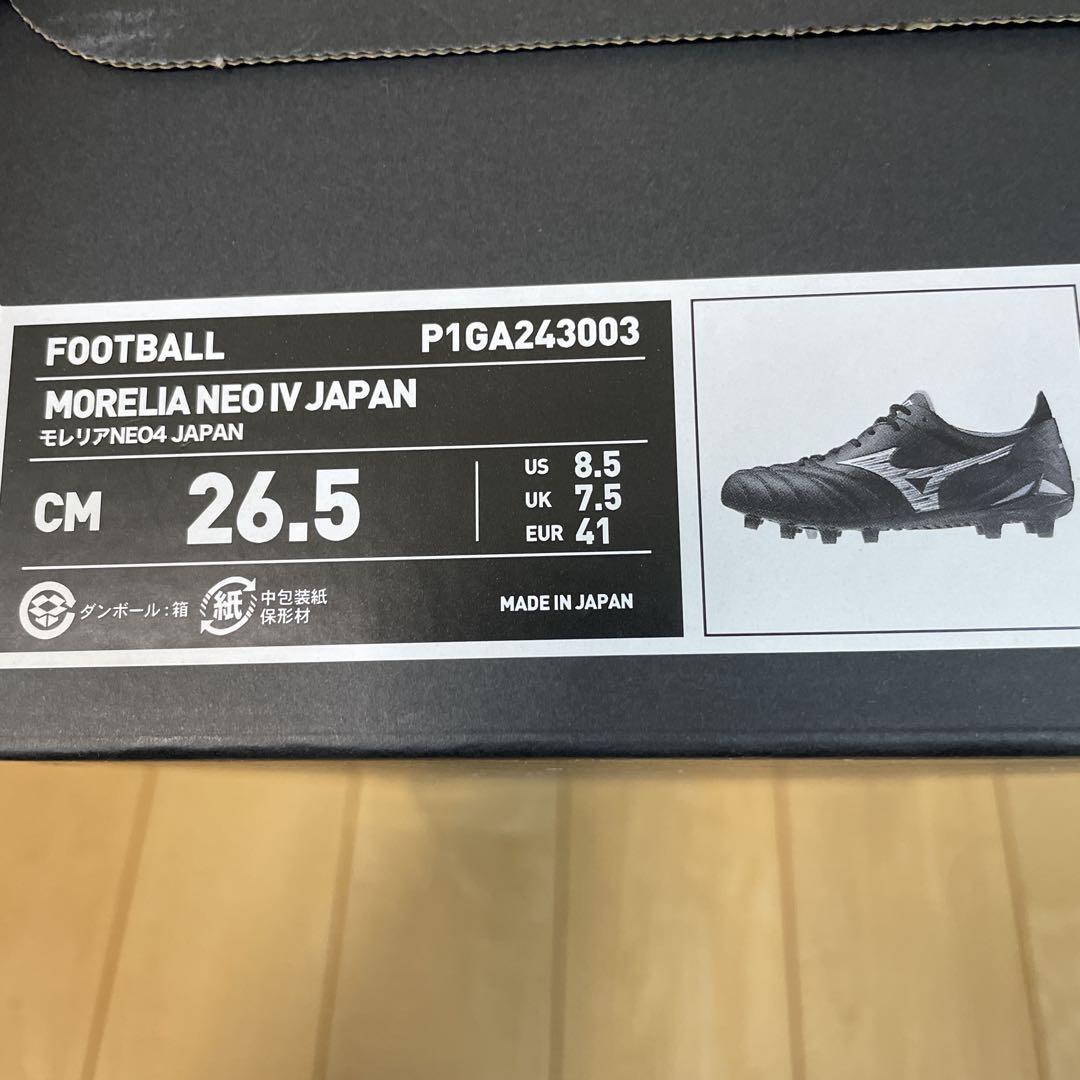 FOOTBALL P1GA243003
MORELIA NEO IV JAPAN
モレリアNEO4 JAPAN
CM 26.5
US 8.5
UK 7.5
EUR 41
ダンボール:箱
紙
中包装紙
保形材
MADE IN JAPAN